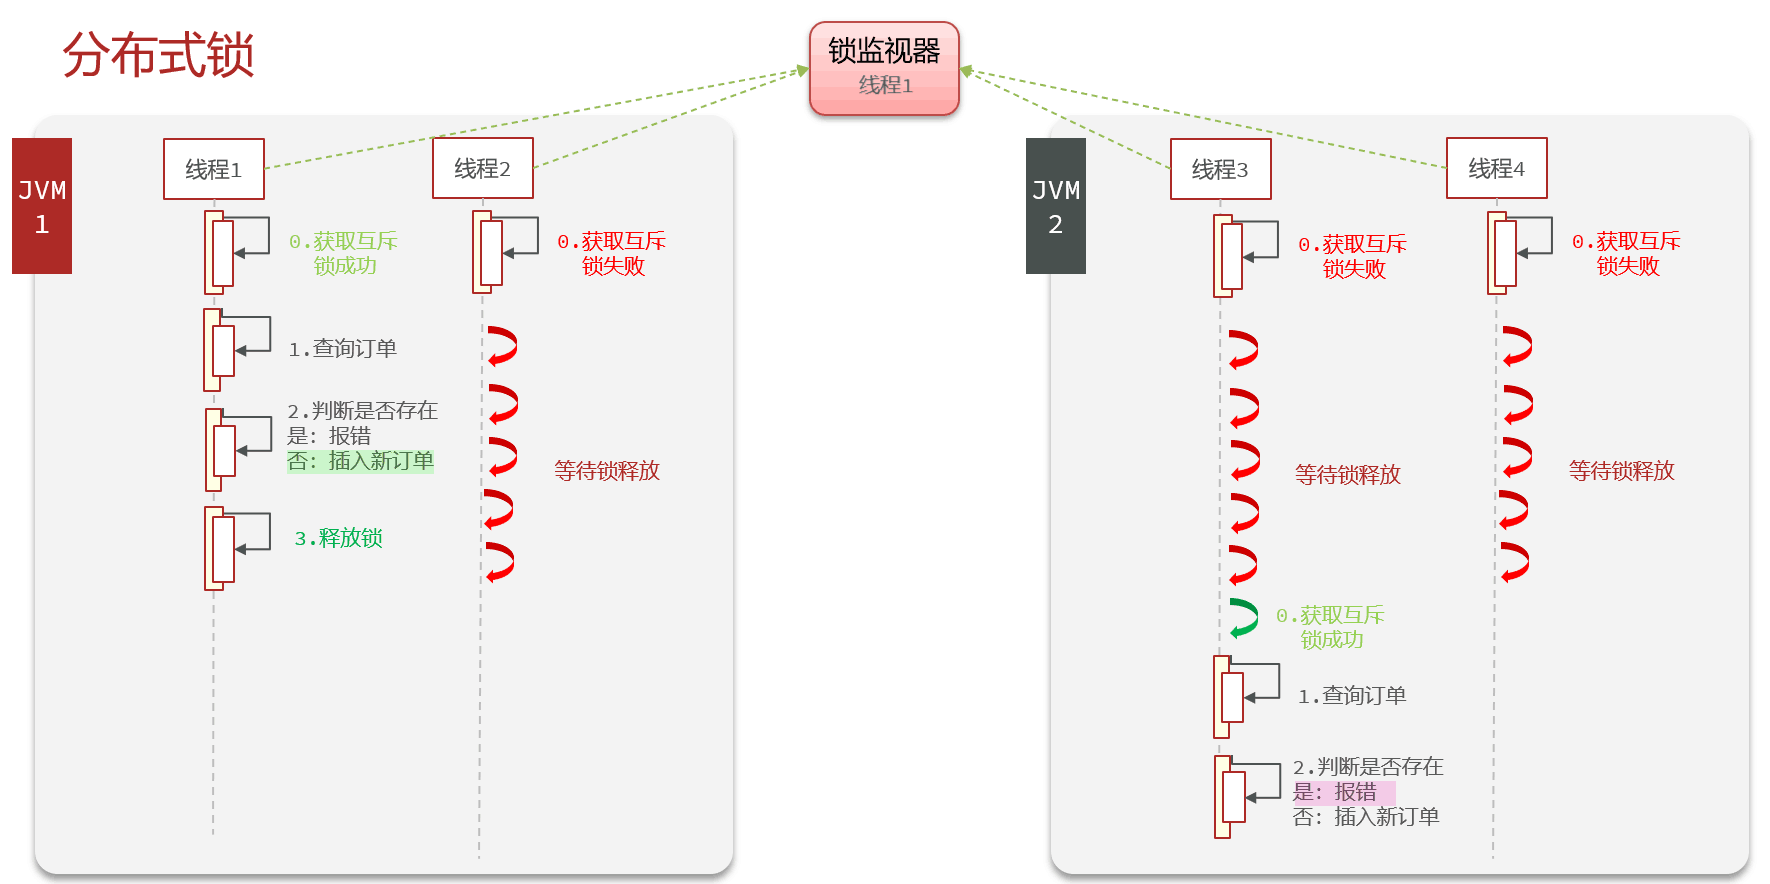 分布式锁
锁监视器
线程1
JVM
1
线程1
0.获取互斥
锁成功
1.查询订单
2.判断是否存在
是：报错
否：插入新订单
3.释放锁
线程2
0.获取互斥
锁失败
等待锁释放
JVM
2
线程3
0.获取互斥
锁失败
等待锁释放
0.获取互斥
锁成功
1.查询订单
2.判断是否存在
是：报错
否：插入新订单
线程4
0.获取互斥
锁失败
等待锁释放